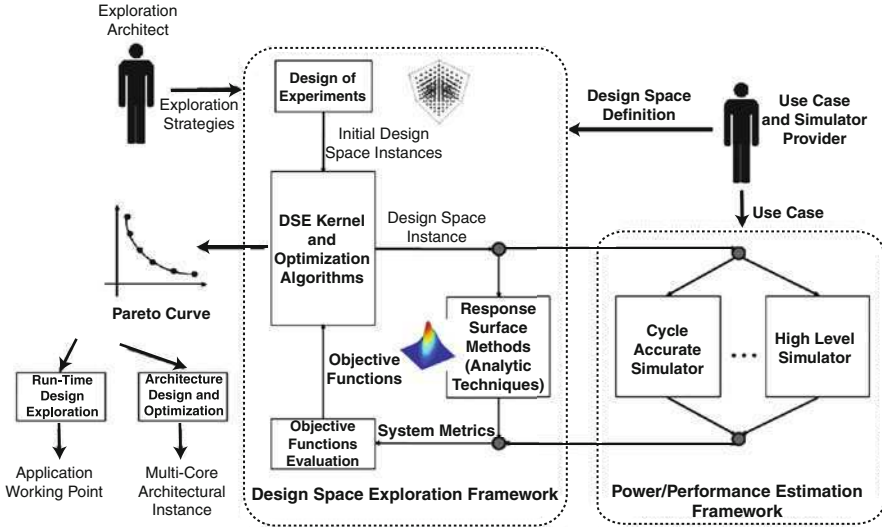 Exploration
Architect
Exploration
Strategies
Design of
Experiments
Initial Design
Space Instances
Design Space
Definition
Use Case
and Simulator
Provider
Use Case
DSE Kernel
and
Optimization
Algorithms
Design Space
Instance
Pareto Curve
Response
Surface
Methods
(Analytic
Techniques)
Cycle
Accurate
Simulator
High Level
Simulator
Objective
Functions
Run-Time
Design
Exploration
Architecture
Design and
Optimization
Objective
Functions
Evaluation
System Metrics
Application
Working Point
Multi-Core
Architectural
Instance
Design Space Exploration Framework
Power/Performance Estimation
Framework